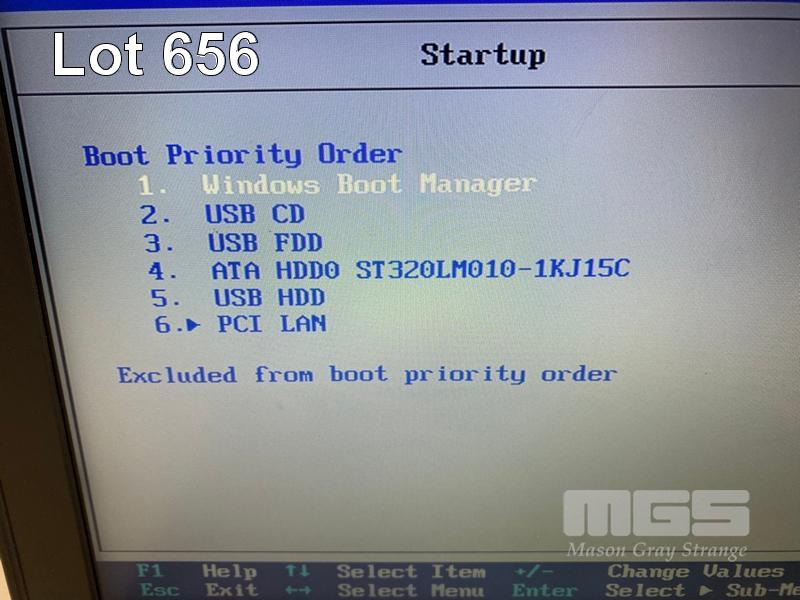 Lot 656
Startup
Boot Priority Order
1. Windows Boot Manager
2. USB CD
3. USB FDD
4. ATA HDD0 ST320LM010-1KJ15C
5. USB HDD
6.▶ PCI LAN
Excluded from boot priority order
MGS
Mason Gray Strange
F1 Help ↑↓ Select Item +/- Change Values
Esc Exit ←→ Select Menu Enter Select ▶ Sub-Me